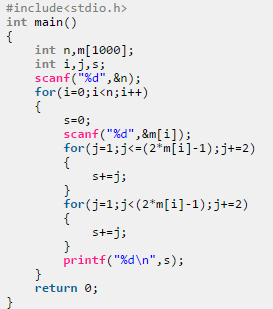 #include<stdio.h>
int main()
{
    int n,m[1000];
    int i,j,s;
    scanf("%d",&n);
    for(i=0;i<n;i++)
    {
        s=0;
        scanf("%d",&m[i]);
        for(j=1;j<=(2*m[i]-1);j+=2)
        {
            s+=j;
        }
        for(j=1;j<(2*m[i]-1);j+=2)
        {
            s+=j;
        }
        printf("%d\n",s);
    }
    return 0;
}